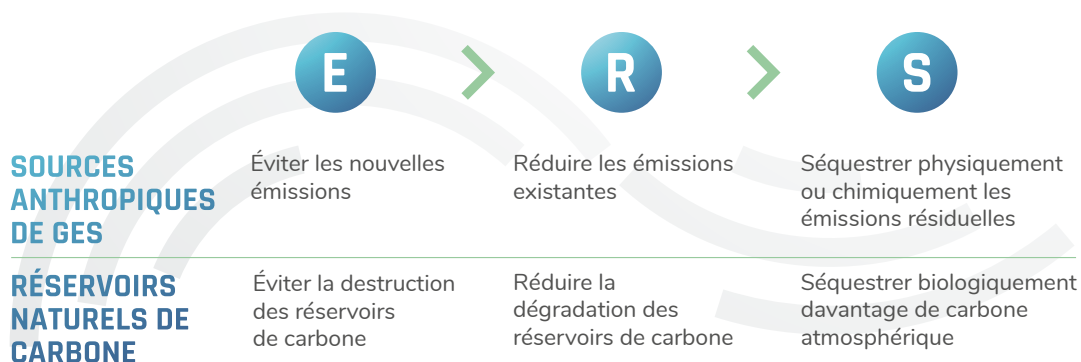 E
R
S
SOURCES
ANTHROPIQUES
DE GES
Éviter les nouvelles
émissions
Réduire les émissions
existantes
Séquestrer physiquement
ou chimiquement les
émissions résiduelles
RÉSERVOIRS
NATURELS DE
CARBONE
Éviter la destruction
des réservoirs
de carbone
Réduire la
dégradation des
réservoirs de carbone
Séquestrer biologiquement
davantage de carbone
atmosphérique